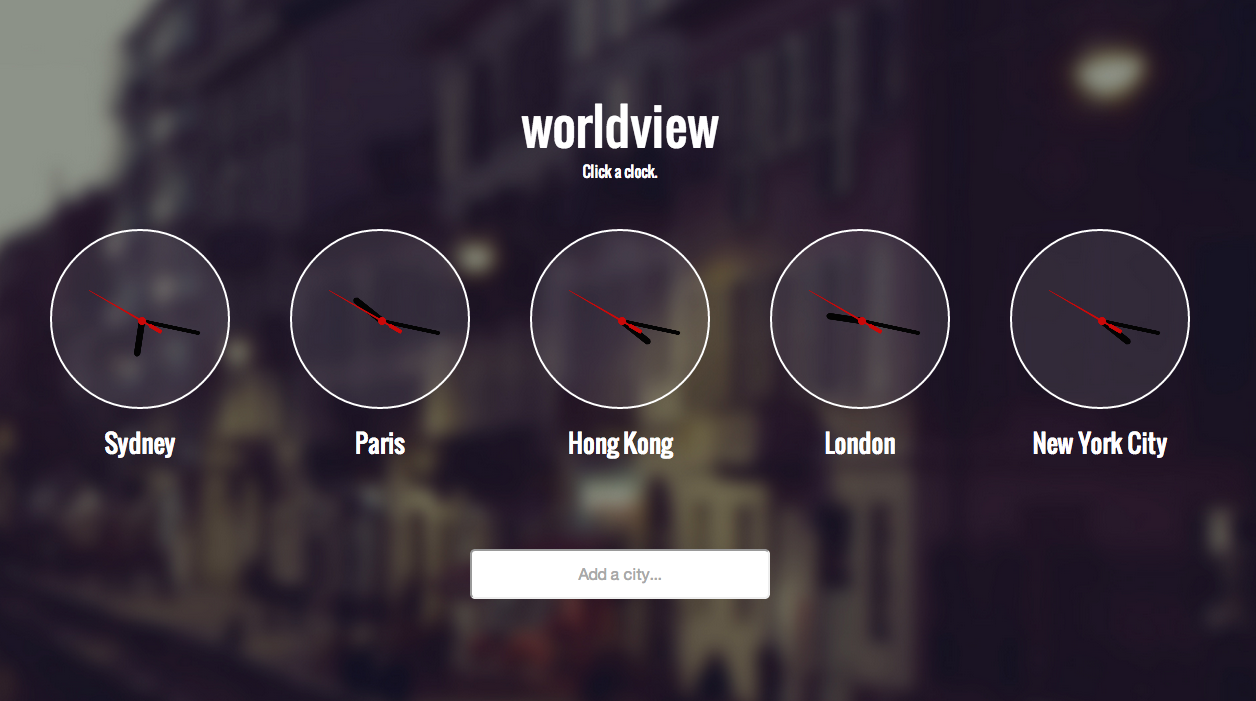 worldview
Click a clock.
Sydney
Paris
Hong Kong
London
New York City
Add a city...